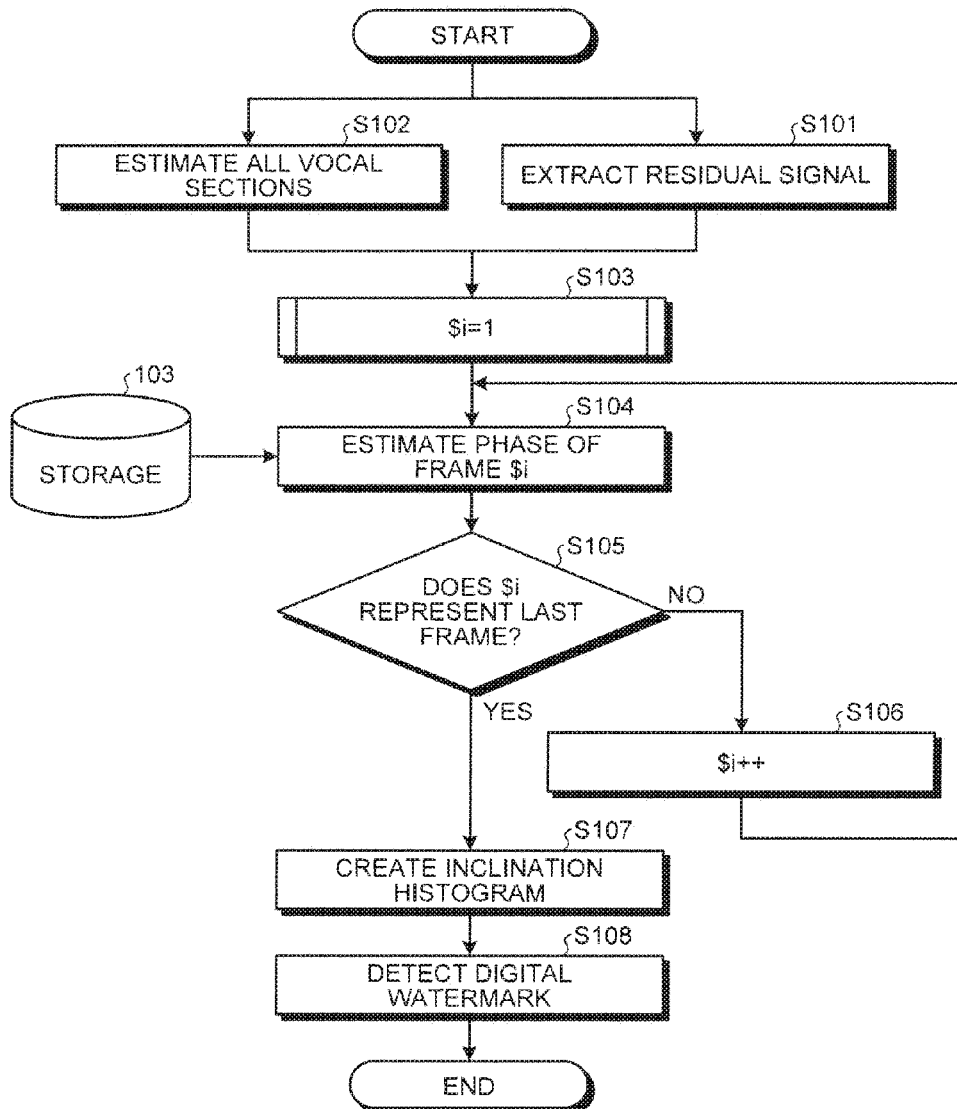 START
S102
ESTIMATE ALL VOCAL
SECTIONS
S101
EXTRACT RESIDUAL SIGNAL
S103
$i=1
103
STORAGE
S104
ESTIMATE PHASE OF
FRAME $i
S105
DOES $i
REPRESENT LAST
FRAME?
NO
YES
S106
$i++
S107
CREATE INCLINATION
HISTOGRAM
S108
DETECT DIGITAL
WATERMARK
END